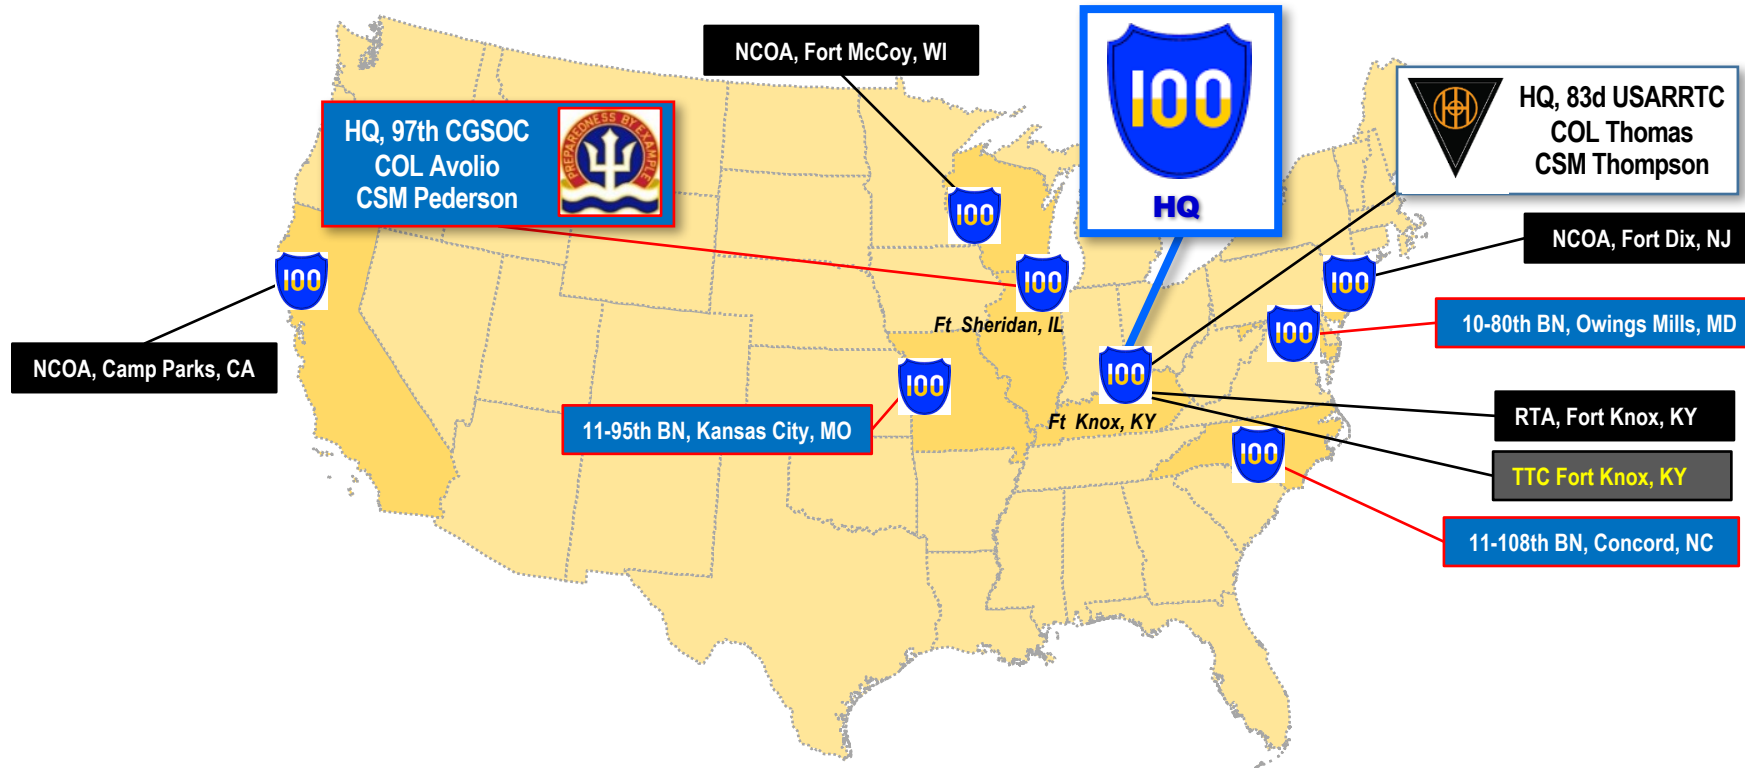 NCOA, Fort McCoy, WI
100
HQ
HQ, 83d USARRTC
COL Thomas
CSM Thompson
HQ, 97th CGSOC
COL Avolio
CSM Pederson
PREPAREDNESS BY EXAMPLE
100
NCOA, Fort Dix, NJ
100
100
100
Ft Sheridan, IL
100
10-80th BN, Owings Mills, MD
NCOA, Camp Parks, CA
100
100
Ft Knox, KY
11-95th BN, Kansas City, MO
RTA, Fort Knox, KY
100
TTC Fort Knox, KY
11-108th BN, Concord, NC